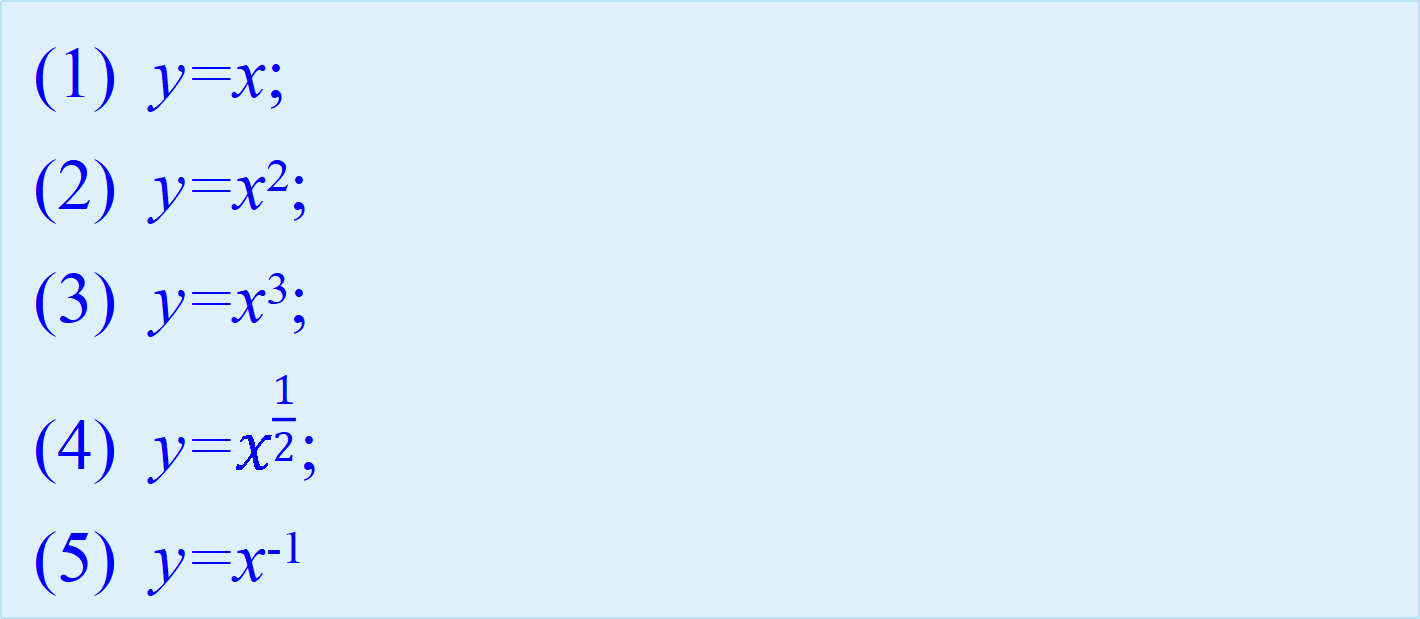 (1) y=x;
(2) y=x²;
(3) y=x³;
(4) y=x^{1/2};
(5) y=x⁻¹